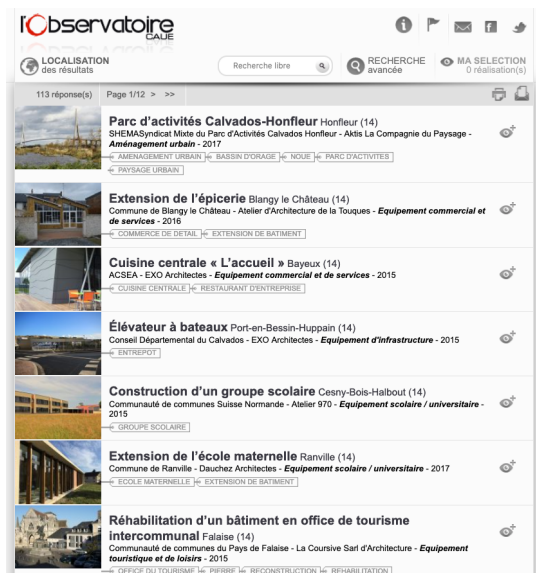 l'Observatoire
CAUE
LOCALISATION
des résultats
Recherche libre
RECHERCHE
avancée
MA SELECTION
0 réalisation(s)
113 réponse(s) Page 1/12 > >>
Parc d'activités Calvados-Honfleur Honfleur (14)
SHEMASyndicat Mixte du Parc d'Activités Calvados Honfleur - Aktis La Compagnie du Paysage -
Aménagement urbain - 2017
AMENAGEMENT URBAIN BASSIN D'ORAGE NOUE PARC D'ACTIVITES
PAYSAGE URBAIN
Extension de l'épicerie Blangy le Château (14)
Commune de Blangy le Château - Atelier d'Architecture de la Touques - Equipement commercial et
de services - 2016
COMMERCE DE DETAIL EXTENSION DE BATIMENT
Cuisine centrale « L'accueil » Bayeux (14)
ACSEA - EXO Architectes - Equipement commercial et de services - 2015
CUISINE CENTRALE RESTAURANT D'ENTREPRISE
Élévateur à bateaux Port-en-Bessin-Huppain (14)
Conseil Départemental du Calvados - EXO Architectes - Equipement d'infrastructure - 2015
ENTREPOT
Construction d'un groupe scolaire Cesny-Bois-Halbout (14)
Communauté de communes Suisse Normande - Atelier 970 - Equipement scolaire / universitaire -
2015
GROUPE SCOLAIRE
Extension de l'école maternelle Ranville (14)
Commune de Ranville - Dauchez Architectes - Equipement scolaire / universitaire - 2017
ECOLE MATERNELLE EXTENSION DE BATIMENT
Réhabilitation d'un bâtiment en office de tourisme
intercommunal Falaise (14)
Communauté de communes du Pays de Falaise - La Coursive Sarl d'Architecture - Equipement
touristique et de loisirs - 2015
OFFICE DU TOURISME PIERRE RECONSTRUCTION REHABILITATION